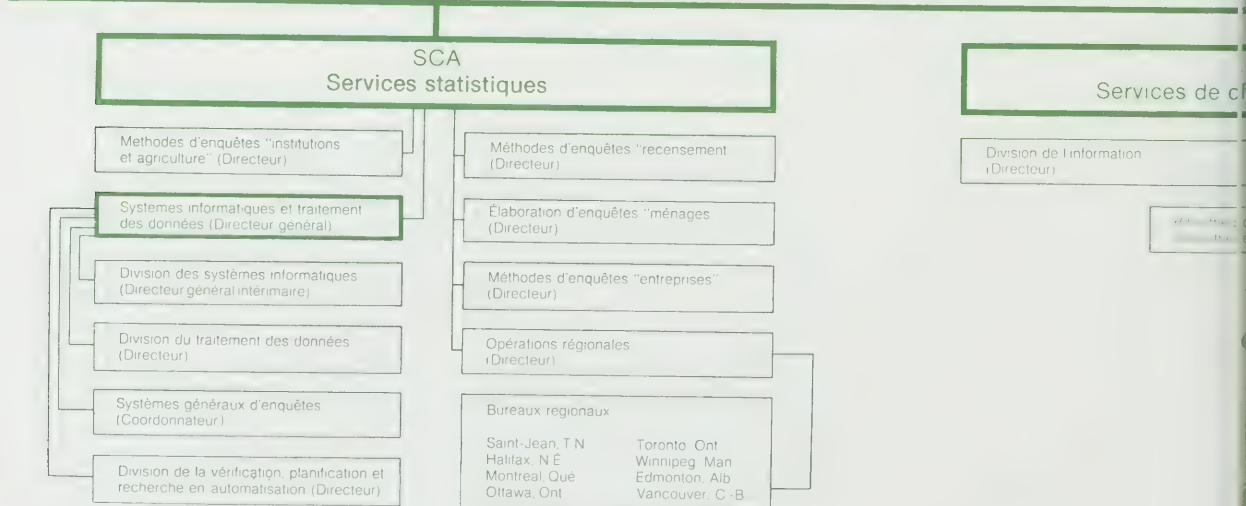 SCA
Services statistiques
Methodes d'enquêtes "institutions
et agriculture" (Directeur)
Systemes informatiques et traitement
des données (Directeur général)
Division des systèmes informatiques
(Directeur général intérimaire)
Division du traitement des données
(Directeur)
Systèmes généraux d'enquêtes
(Coordonnateur)
Division de la vérification, planification et
recherche en automatisation (Directeur)
Méthodes d'enquêtes "recensement
(Directeur)
Élaboration d'enquêtes "ménages
(Directeur)
Méthodes d'enquêtes "entreprises"
(Directeur)
Opérations régionales
(Directeur)
Bureaux regionaux
Saint-Jean, T N
Halifax, N É
Montreal, Qué
Ottawa, Ont
Toronto Ont
Winnipeg Man
Edmonton, Alb
Vancouver, C -B
Services de
Division de l information
(Directeur)